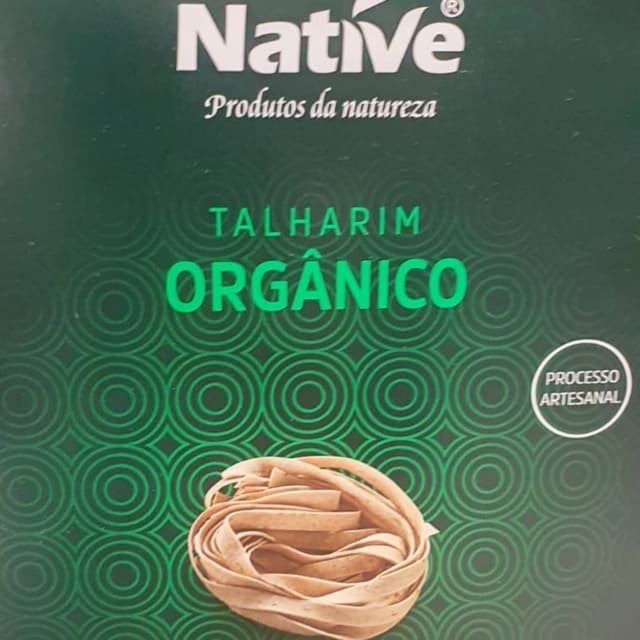 Native®
Produtos da natureza
TALHARIM
ORGÂNICO
PROCESSO
ARTESANAL